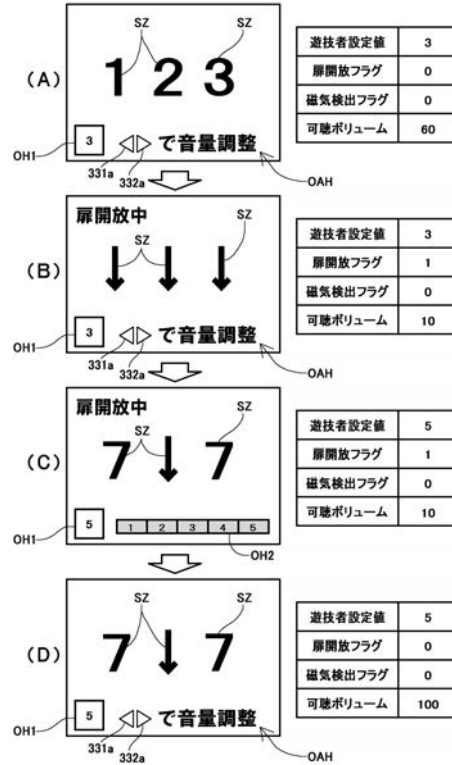 (A)
SZ
SZ
1 2 3
OH1
3
331a
332a
で音量調整
OAH
遊技者設定値 3
扉開放フラグ 0
磁気検出フラグ 0
可聴ボリューム 60
(B)
扉開放中
SZ
SZ
OH1
3
331a
332a
で音量調整
OAH
遊技者設定値 3
扉開放フラグ 1
磁気検出フラグ 0
可聴ボリューム 10
(C)
扉開放中
SZ
SZ
7 7
OH1
5
1 2 3 4 5
OH2
遊技者設定値 5
扉開放フラグ 1
磁気検出フラグ 0
可聴ボリューム 10
(D)
SZ
SZ
7 7
OH1
5
331a
332a
で音量調整
OAH
遊技者設定値 5
扉開放フラグ 0
磁気検出フラグ 0
可聴ボリューム 100